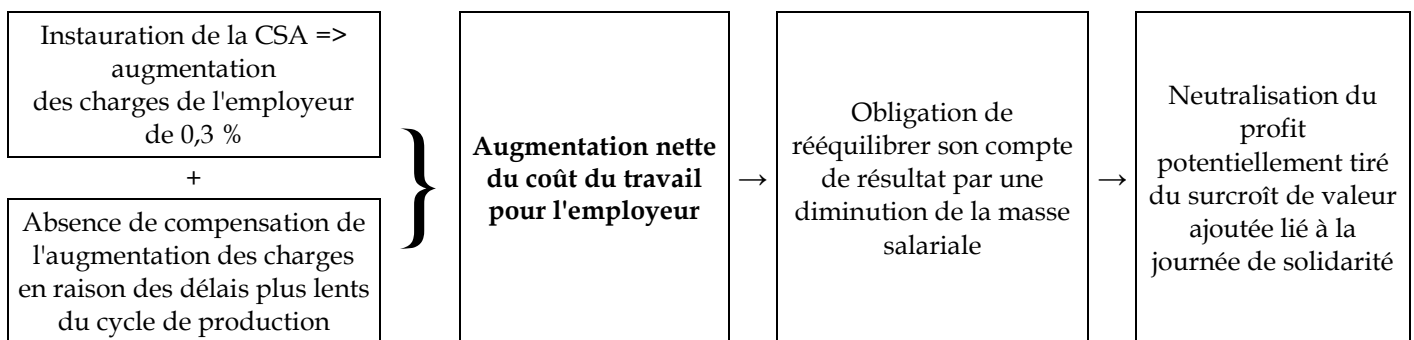 Instauration de la CSA =>
augmentation
des charges de l'employeur
de 0,3 %
+
Absence de compensation de
l'augmentation des charges
en raison des délais plus lents
du cycle de production
}
Augmentation nette
du coût du travail
pour l'employeur
→
Obligation de
rééquilibrer son compte
de résultat par une
diminution de la masse
salariale
→
Neutralisation du
profit
potentiellement tiré
du surcroît de valeur
ajoutée lié à la
journée de solidarité